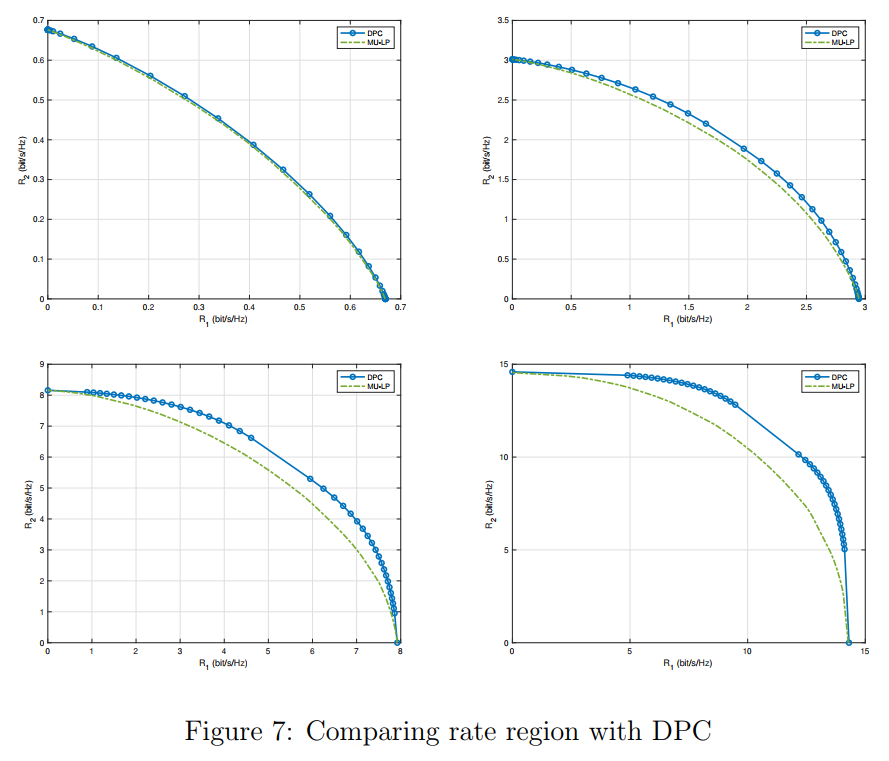 0.7
0.6
0.5
0.4
0.3
0.2
0.1
0
R2 (bit/s/Hz)
0 0.1 0.2 0.3 0.4 0.5 0.6 0.7
R1 (bit/s/Hz)
DPC
MU-LP
3.5
3
2.5
2
1.5
1
0.5
0
R2 (bit/s/Hz)
0 0.5 1 1.5 2 2.5 3
R1 (bit/s/Hz)
DPC
MU-LP
9
8
7
6
5
4
3
2
1
0
R2 (bit/s/Hz)
0 1 2 3 4 5 6 7 8
R1 (bit/s/Hz)
DPC
MU-LP
15
10
5
0
R2 (bit/s/Hz)
0 5 10 15
R1 (bit/s/Hz)
DPC
MU-LP
Figure 7: Comparing rate region with DPC